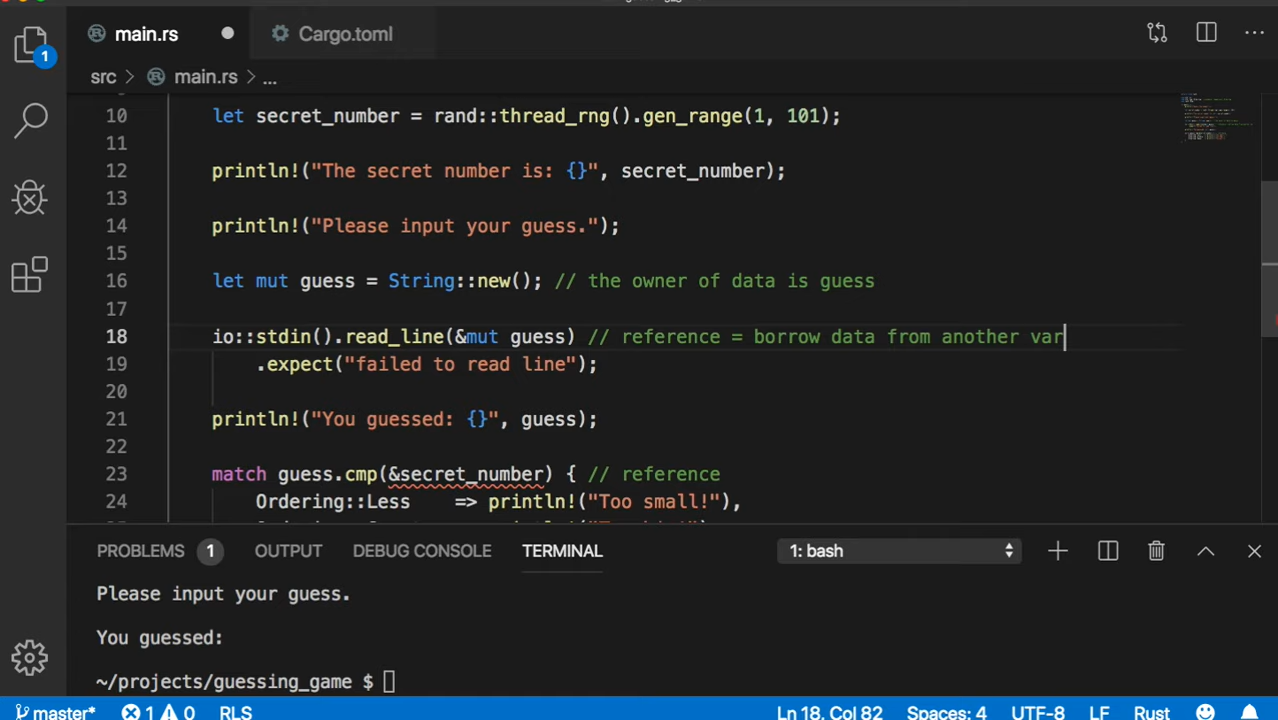 main.rs Cargo.toml
1
src > main.rs > ...
10 let secret_number = rand::thread_rng().gen_range(1, 101);
11
12 println!("The secret number is: {}", secret_number);
13
14 println!("Please input your guess.");
15
16 let mut guess = String::new(); // the owner of data is guess
17
18 io::stdin().read_line(&mut guess) // reference = borrow data from another var
19 .expect("failed to read line");
20
21 println!("You guessed: {}", guess);
22
23 match guess.cmp(&secret_number) { // reference
24 Ordering::Less => println!("Too small!"),
PROBLEMS 1 OUTPUT DEBUG CONSOLE TERMINAL 1: bash
Please input your guess.
You guessed:
~/projects/guessing_game $
master* 1 0 RLS Ln 18, Col 82 Spaces: 4 UTF-8 LF Rust